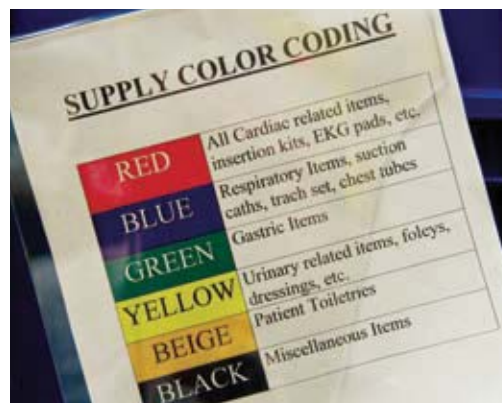 SUPPLY COLOR CODING
RED
All Cardiac related items,
insertion kits, EKG pads, etc.
BLUE
Respiratory Items, suction
caths, trach set, chest tubes
GREEN
Gastric Items
YELLOW
Urinary related items, foleys,
dressings, etc.
BEIGE
Patient Toiletries
BLACK
Miscellaneous Items